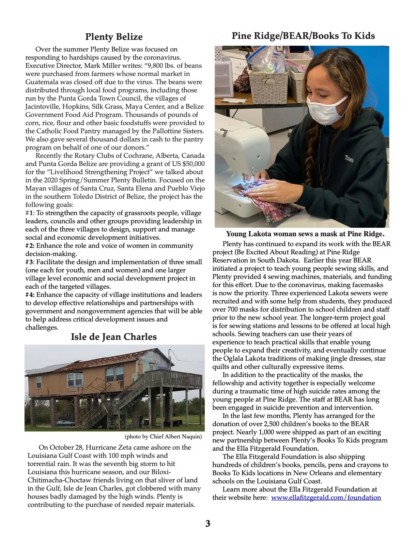 Plenty Belize
Over the summer Plenty Belize was focused on
responding to hardships caused by the coronavirus.
Executive Director, Mark Miller writes: "9,800 lbs. of beans
were purchased from farmers whose normal market in
Guatemala was closed off due to the virus. The beans were
distributed through local food programs, including those
run by the Punta Gorda Town Council, the villages of
Jacintoville, Hopkins, Silk Grass, Maya Center, and a Belize
Government Food Aid Program. Thousands of pounds of
corn, rice, flour and other basic foodstuffs were provided to
the Catholic Food Pantry managed by the Pallottine Sisters.
We also gave several thousand dollars in cash to the pantry
program on behalf of one of our donors."
Recently the Rotary Clubs of Cochrane, Alberta, Canada
and Punta Gorda Belize are providing a grant of US $50,000
for the "Livelihood Strengthening Project" we talked about
in the 2020 Spring/Summer Plenty Bulletin. Focused on the
Mayan villages of Santa Cruz, Santa Elena and Pueblo Viejo
in the southern Toledo District of Belize, the project has the
following goals:
#1: To strengthen the capacity of grassroots people, village
leaders, councils and other groups providing leadership in
each of the three villages to design, support and manage
social and economic development initiatives.
#2: Enhance the role and voice of women in community
decision-making.
#3: Facilitate the design and implementation of three small
(one each for youth, men and women) and one larger
village level economic and social development project in
each of the targeted villages.
#4: Enhance the capacity of village institutions and leaders
to develop effective relationships and partnerships with
government and nongovernment agencies that will be able
to help address critical development issues and
challenges.
Isle de Jean Charles
(photo by Chief Albert Naquin)
On October 28, Hurricane Zeta came ashore on the
Louisiana Gulf Coast with 100 mph winds and
torrential rain. It was the seventh big storm to hit
Louisiana this hurricane season, and our Biloxi-
Chitimacha-Choctaw friends living on that sliver of land
in the Gulf, Isle de Jean Charles, got clobbered with many
houses badly damaged by the high winds. Plenty is
contributing to the purchase of needed repair materials.
Pine Ridge/BEAR/Books To Kids
Young Lakota woman sews a mask at Pine Ridge.
Plenty has continued to expand its work with the BEAR
project (Be Excited About Reading) at Pine Ridge
Reservation in South Dakota. Earlier this year BEAR
initiated a project to teach young people sewing skills, and
Plenty provided 4 sewing machines, materials, and funding
for this effort. Due to the coronavirus, making facemasks
is now the priority. Three experienced Lakota sewers were
recruited and with some help from students, they produced
over 700 masks for distribution to school children and staff
prior to the new school year. The longer-term project goal
is for sewing stations and lessons to be offered at local high
schools. Sewing teachers can use their years of
experience to teach practical skills that enable young
people to expand their creativity, and eventually continue
the Oglala Lakota traditions of making jingle dresses, star
quilts and other culturally expressive items.
In addition to the practicality of the masks, the
fellowship and activity together is especially welcome
during a traumatic time of high suicide rates among the
young people at Pine Ridge. The staff at BEAR has long
been engaged in suicide prevention and intervention.
In the last few months, Plenty has arranged for the
donation of over 2,500 children's books to the BEAR
project. Nearly 1,000 were shipped as part of an exciting
new partnership between Plenty's Books To Kids program
and the Ella Fitzgerald Foundation.
The Ella Fitzgerald Foundation is also shipping
hundreds of children's books, pencils, pens and crayons to
Books To Kids locations in New Orleans and elementary
schools on the Louisiana Gulf Coast.
Learn more about the Ella Fitzgerald Foundation at
their website here: www.ellafitzgerald.com/foundation
3